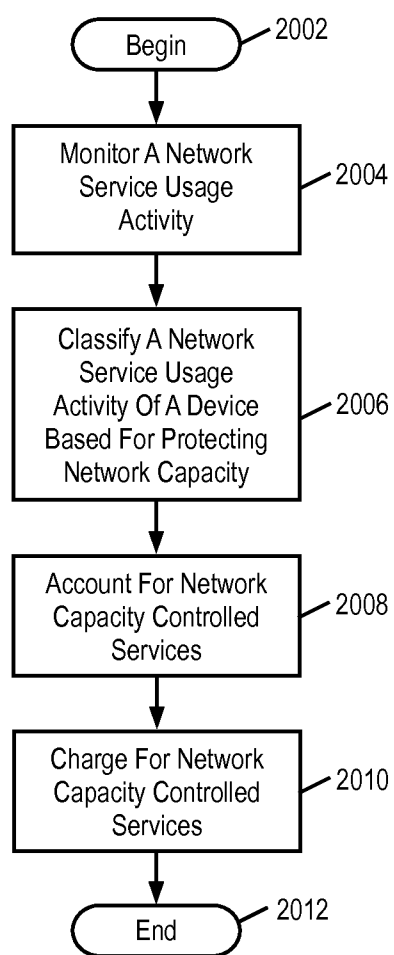 Begin
2002
Monitor A Network
Service Usage
Activity
2004
Classify A Network
Service Usage
Activity Of A Device
Based For Protecting
Network Capacity
2006
Account For Network
Capacity Controlled
Services
2008
Charge For Network
Capacity Controlled
Services
2010
End
2012